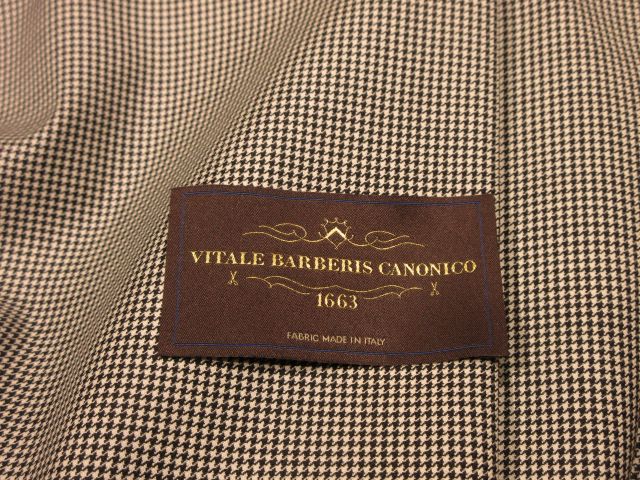 VITALE BARBERIS CANONICO
1663
FABRIC MADE IN ITALY